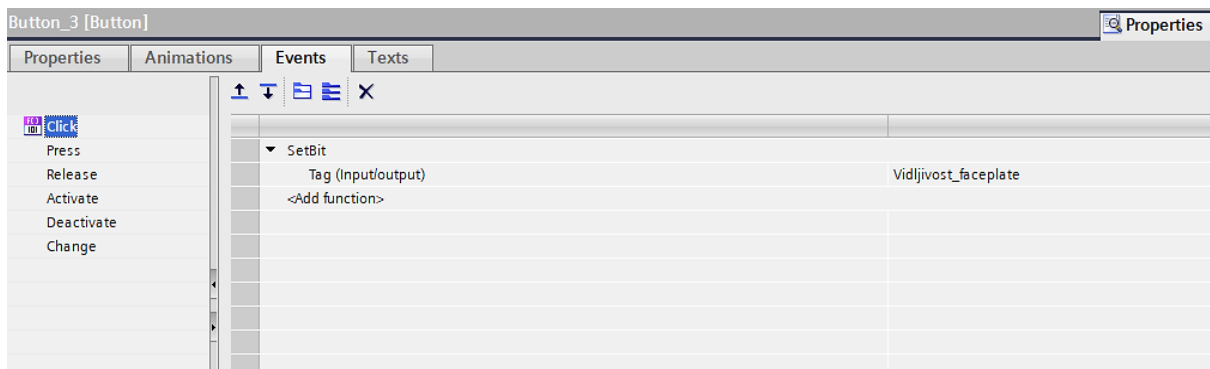 Button_3 [Button]
Properties
Properties Animations Events Texts
Click
Press
Release
Activate
Deactivate
Change
SetBit
Tag (Input/output) Vidljivost_faceplate
<Add function>